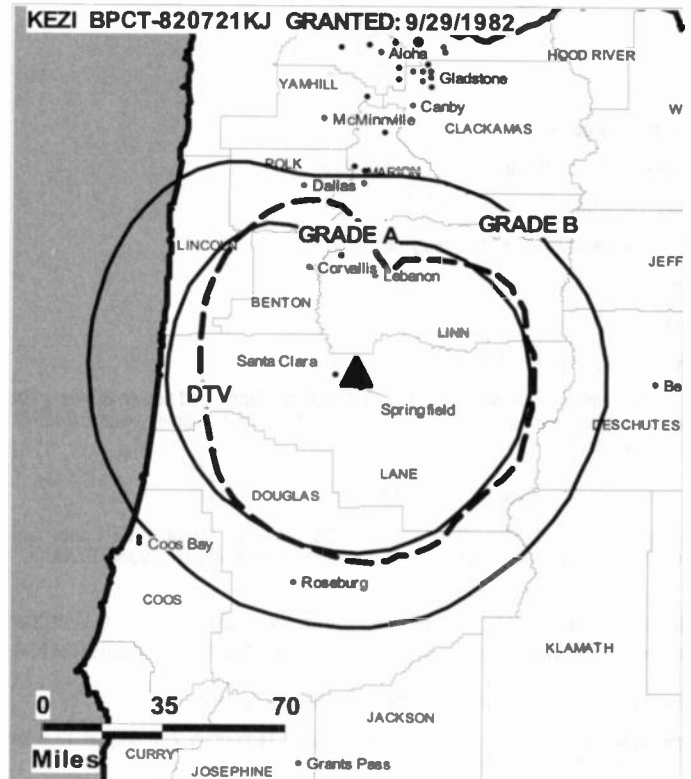 KEZI BPCT-820721KJ GRANTED: 9/29/1982
Aloha
HOOD RIVER
YAMHILL
Gladstone
Canby
W
McMinnville
CLACKAMAS
POLK
MARION
Dallas
GRADE B
GRADE A
LINCOLN
JEFF
Corvallis
Lebanon
BENTON
LINN
Santa Clara
Be
DTV
Springfield
DESCHUTES
LANE
DOUGLAS
Coos Bay
Roseburg
COOS
KLAMATH
0 35 70
JACKSON
Miles
CURRY
JOSEPHINE
Grants Pass